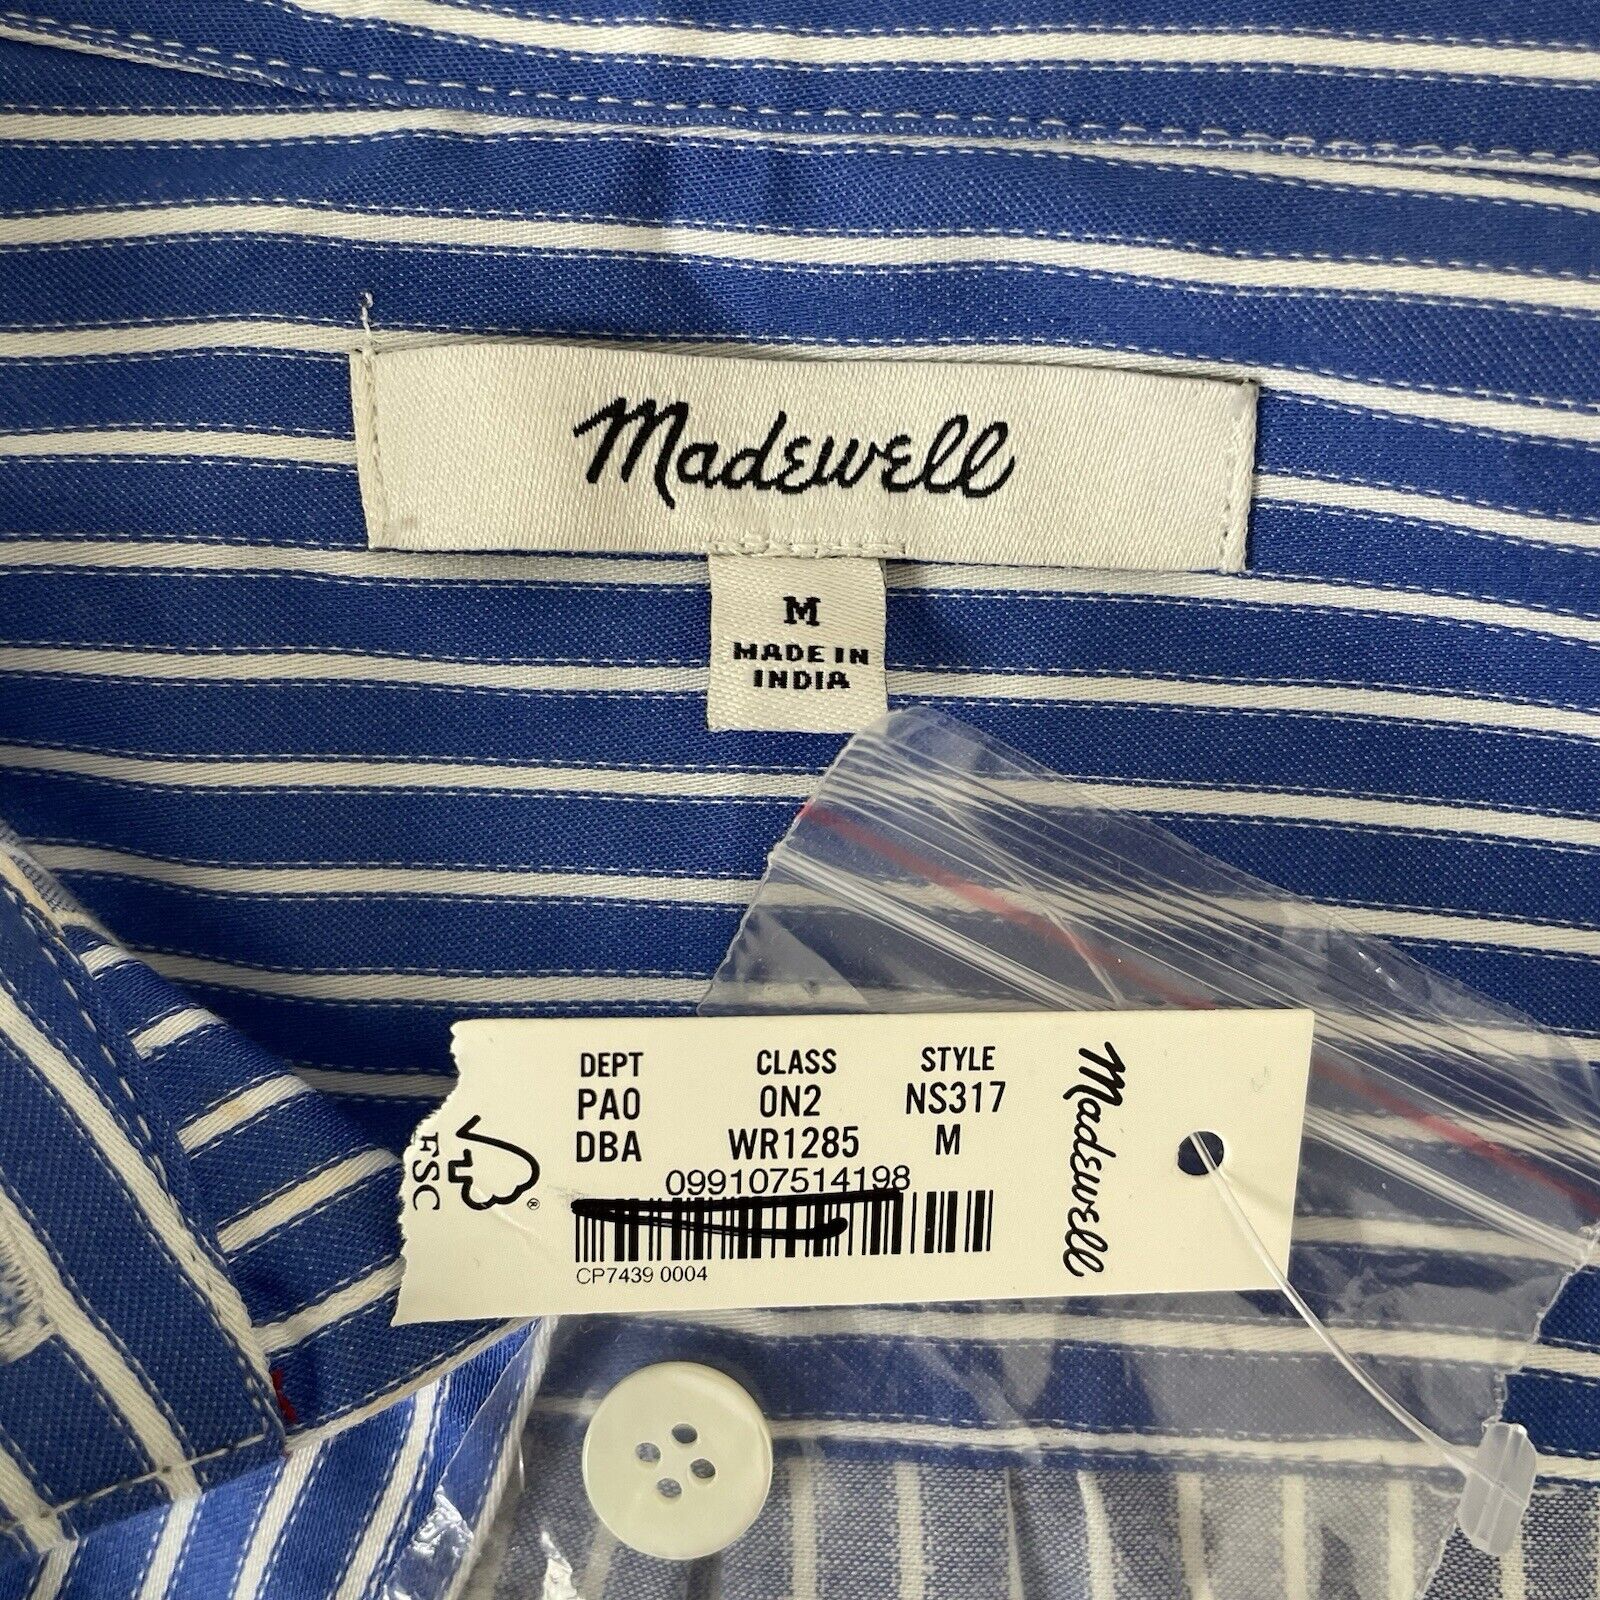 Madewell
M
MADE IN
INDIA
DEPT CLASS STYLE
PA0 0N2 NS317
DBA WR1285 M
099107514198
CP7439 0004
FSC ®
Madewell